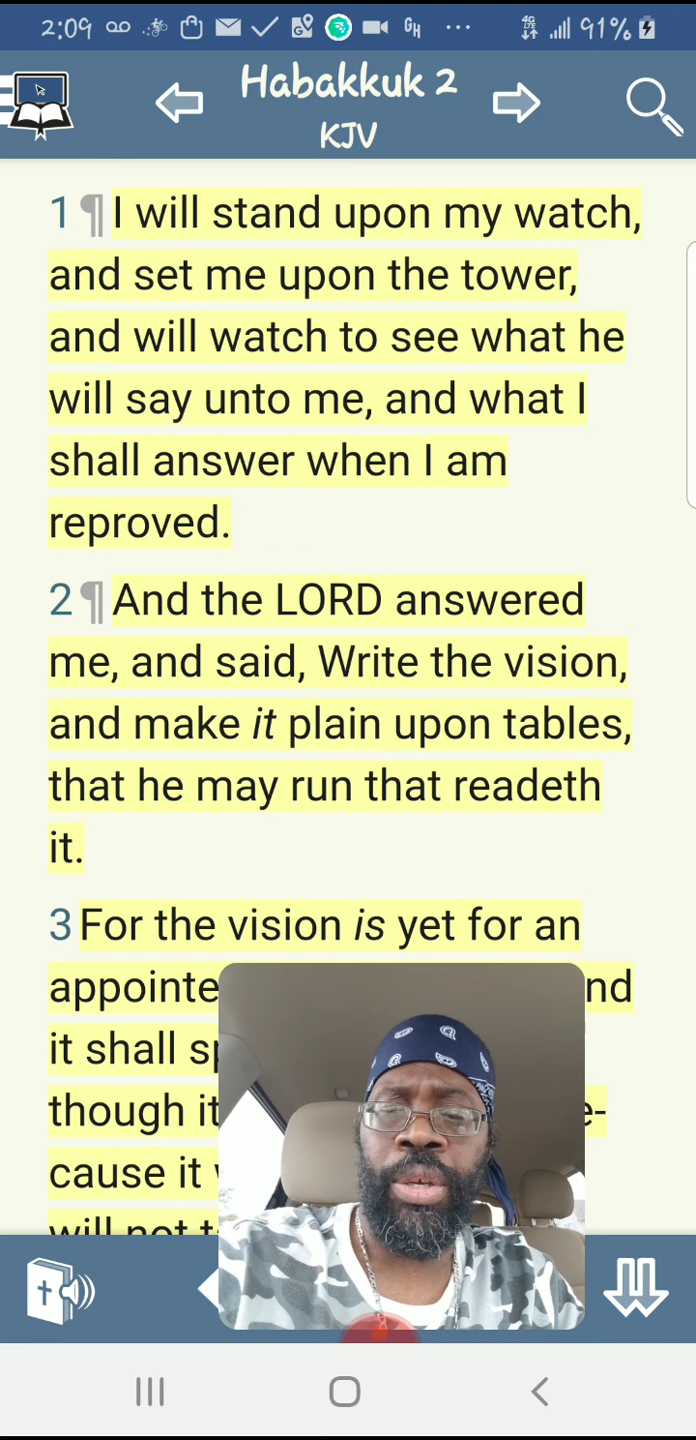 2:09 91%
Habakkuk 2
KJV
1 ¶ I will stand upon my watch,
and set me upon the tower,
and will watch to see what he
will say unto me, and what I
shall answer when I am
reproved.
2 ¶ And the LORD answered
me, and said, Write the vision,
and make it plain upon tables,
that he may run that readeth
it.
3 For the vision is yet for an
it shall
though it
cause it
will not